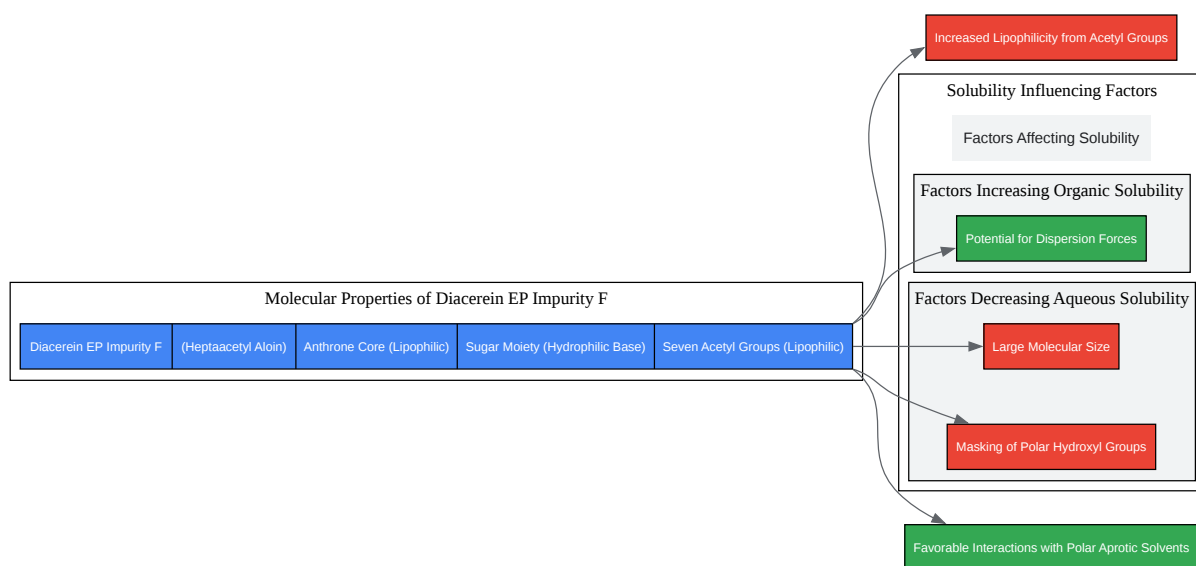 Increased Lipophilicity from Acetyl Groups
Solubility Influencing Factors
Factors Affecting Solubility
Factors Increasing Organic Solubility
Potential for Dispersion Forces
Molecular Properties of Diacerein EP Impurity F
Diacerein EP Impurity F
(Heptaacetyl Aloin)
Anthrone Core (Lipophilic)
Sugar Moiety (Hydrophilic Base)
Seven Acetyl Groups (Lipophilic)
Factors Decreasing Aqueous Solubility
Large Molecular Size
Masking of Polar Hydroxyl Groups
Favorable Interactions with Polar Aprotic Solvents